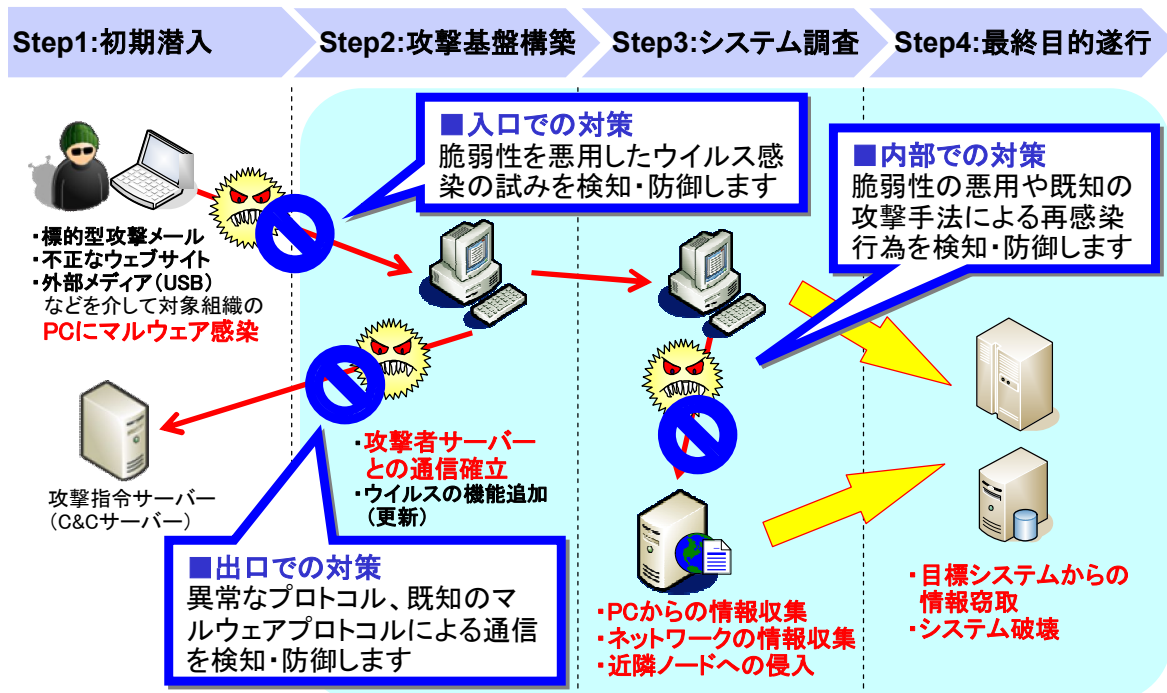 Step1:初期潜入
Step2:攻撃基盤構築
Step3:システム調査
Step4:最終目的遂行
■入口での対策
脆弱性を悪用したウイルス感
染の試みを検知・防御します
■内部での対策
脆弱性の悪用や既知の
攻撃手法による再感染
行為を検知・防御します
・標的型攻撃メール
・不正なウェブサイト
・外部メディア(USB)
などを介して対象組織の
PCにマルウェア感染
攻撃指令サーバー
(C&Cサーバー)
・攻撃者サーバー
との通信確立
・ウイルスの機能追加
(更新)
■出口での対策
異常なプロトコル、既知のマ
ルウェアプロトコルによる通信
を検知・防御します
・PCからの情報収集
・ネットワークの情報収集
・近隣ノードへの侵入
・目標システムからの
情報窃取
・システム破壊